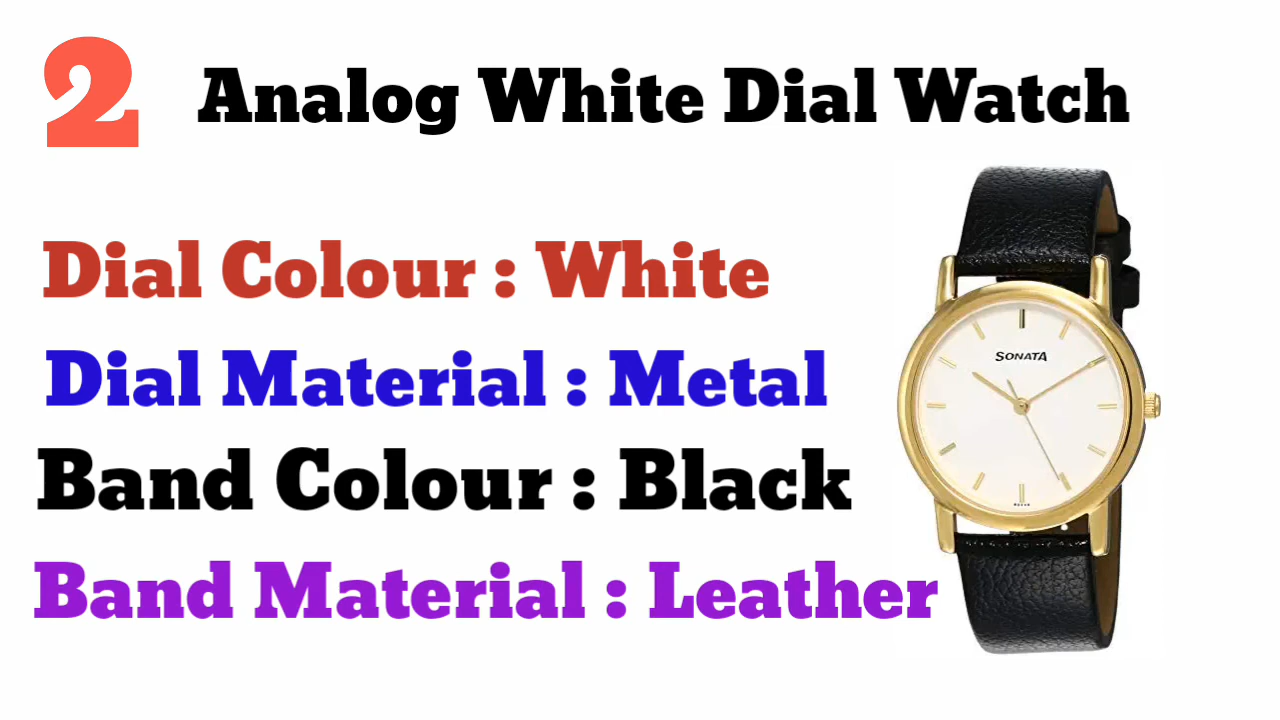 2 Analog White Dial Watch
Dial Colour : White
SONATA
Dial Material : Metal
Band Colour : Black
Band Material : Leather